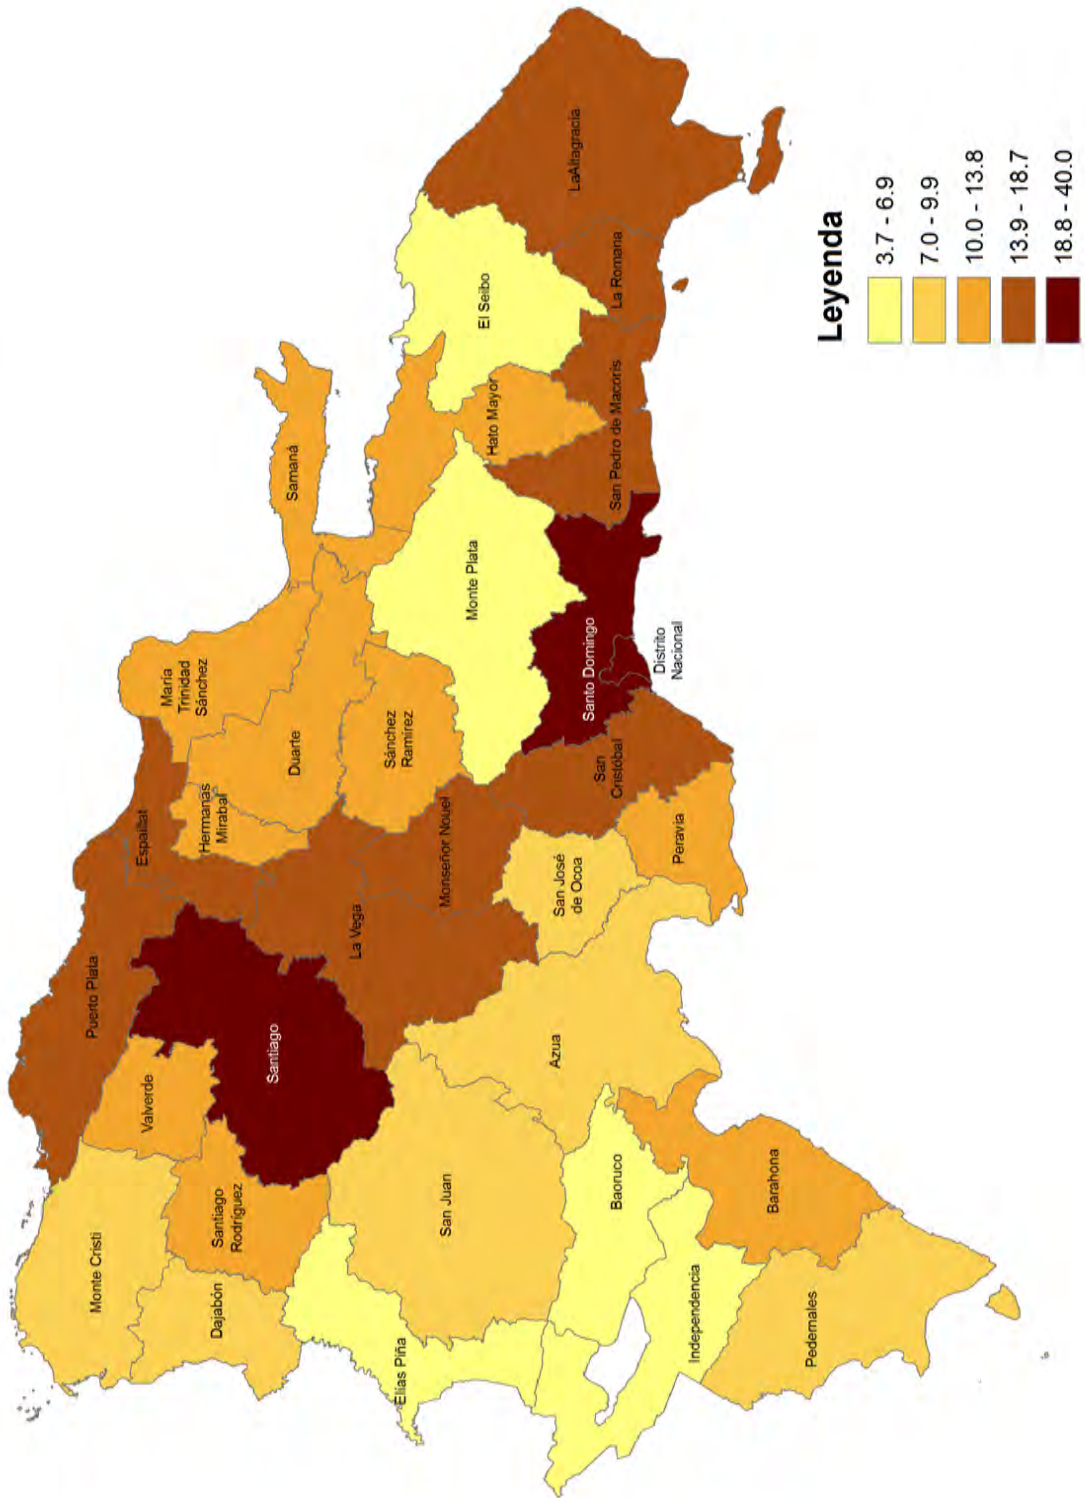 Puerto Plata
Espaillat
María
Trinidad
Sánchez
Monte Cristi
Valverde
Hermanas
Mirabal
Samaná
Dajabón
Santiago
Rodríguez
Santiago
Duarte
La Vega
Sánchez
Ramírez
Elías Piña
San Juan
Monseñor Nouel
Monte Plata
Hato Mayor
El Seibo
LaAltagracia
Azua
San José
de Ocoa
San
Cristóbal
Santo Domingo
San Pedro de Macorís
La Romana
Baoruco
Distrito
Nacional
Independencia
Peravia
Barahona
Pedernales
Leyenda
3.7 - 6.9
7.0 - 9.9
10.0 - 13.8
13.9 - 18.7
18.8 - 40.0